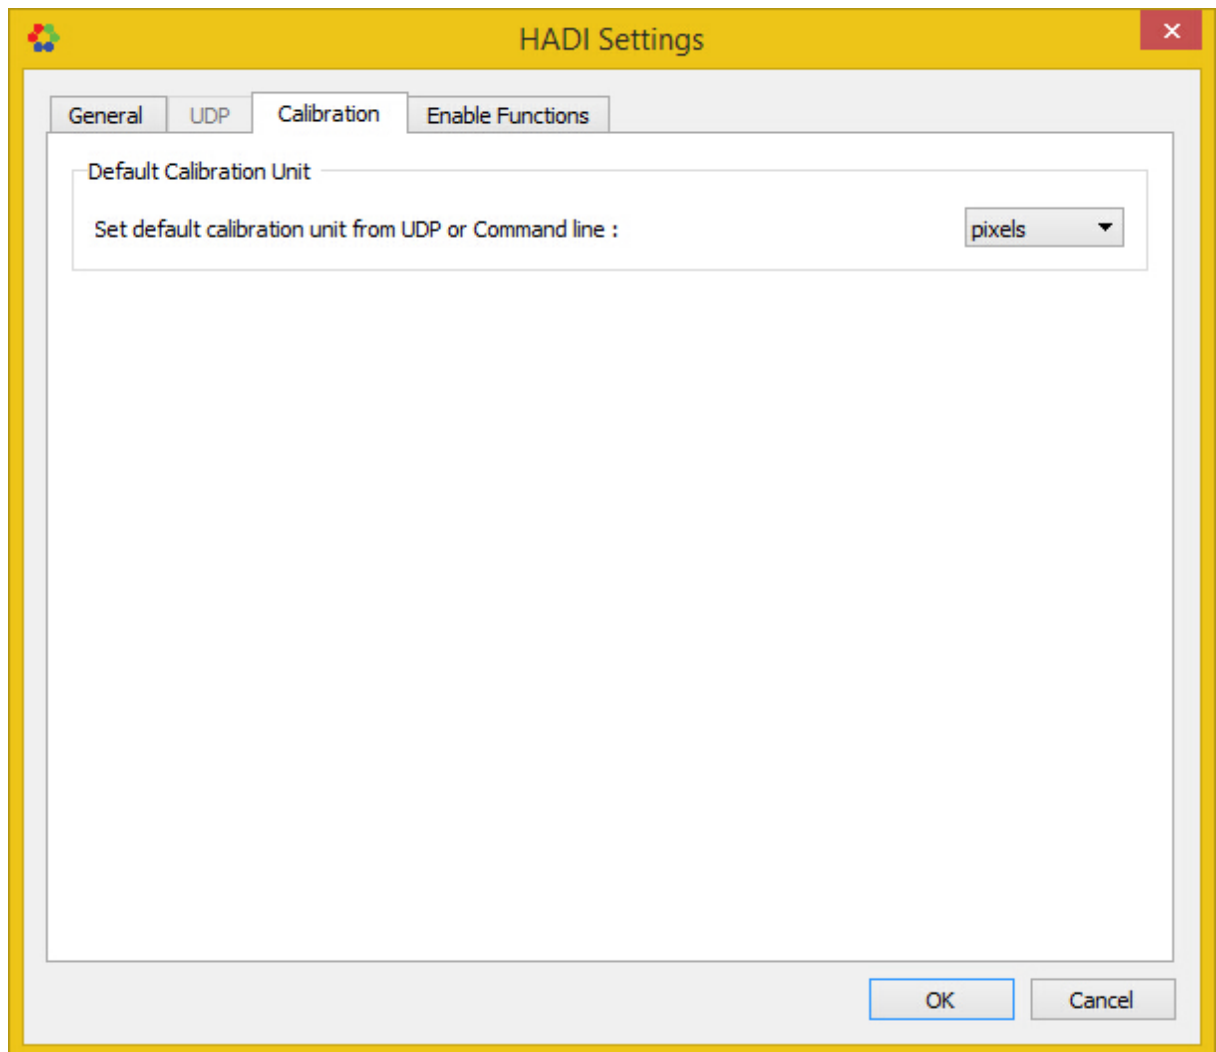 HADI Settings
General UDP Calibration Enable Functions
Default Calibration Unit
Set default calibration unit from UDP or Command line : pixels
OK Cancel